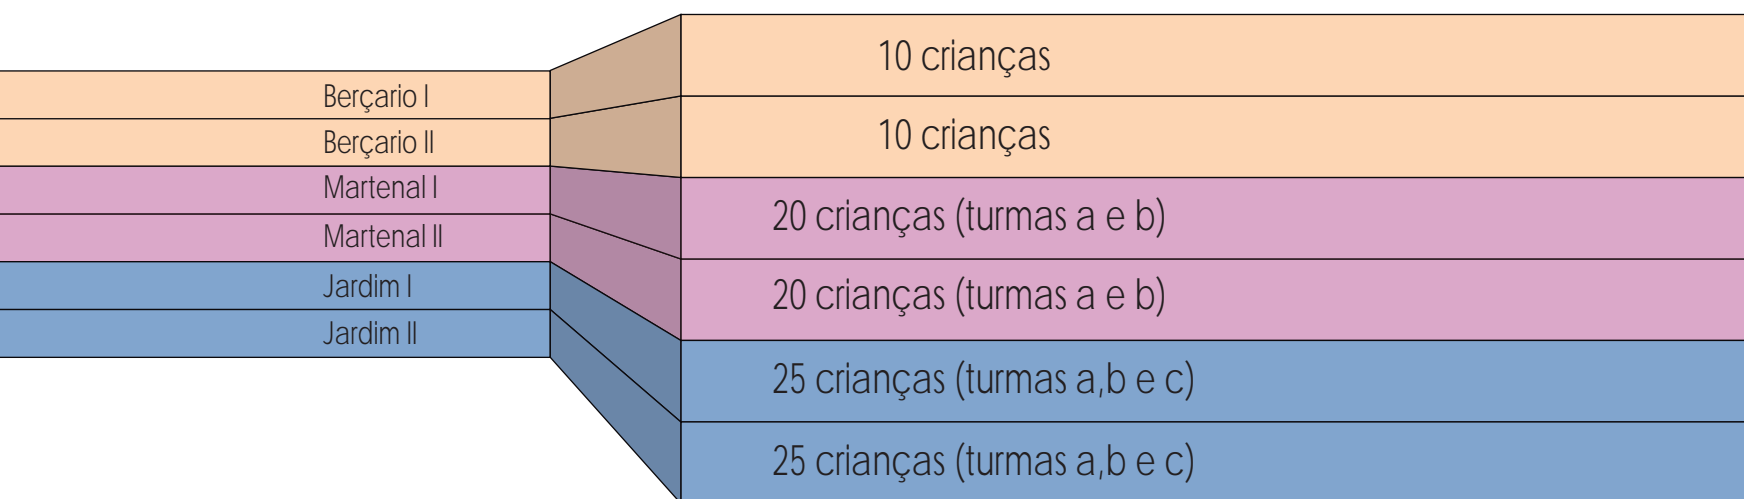 Berçario I
Berçario II
Martenal I
Martenal II
Jardim I
Jardim II
10 crianças
10 crianças
20 crianças (turmas a e b)
20 crianças (turmas a e b)
25 crianças (turmas a,b e c)
25 crianças (turmas a,b e c)